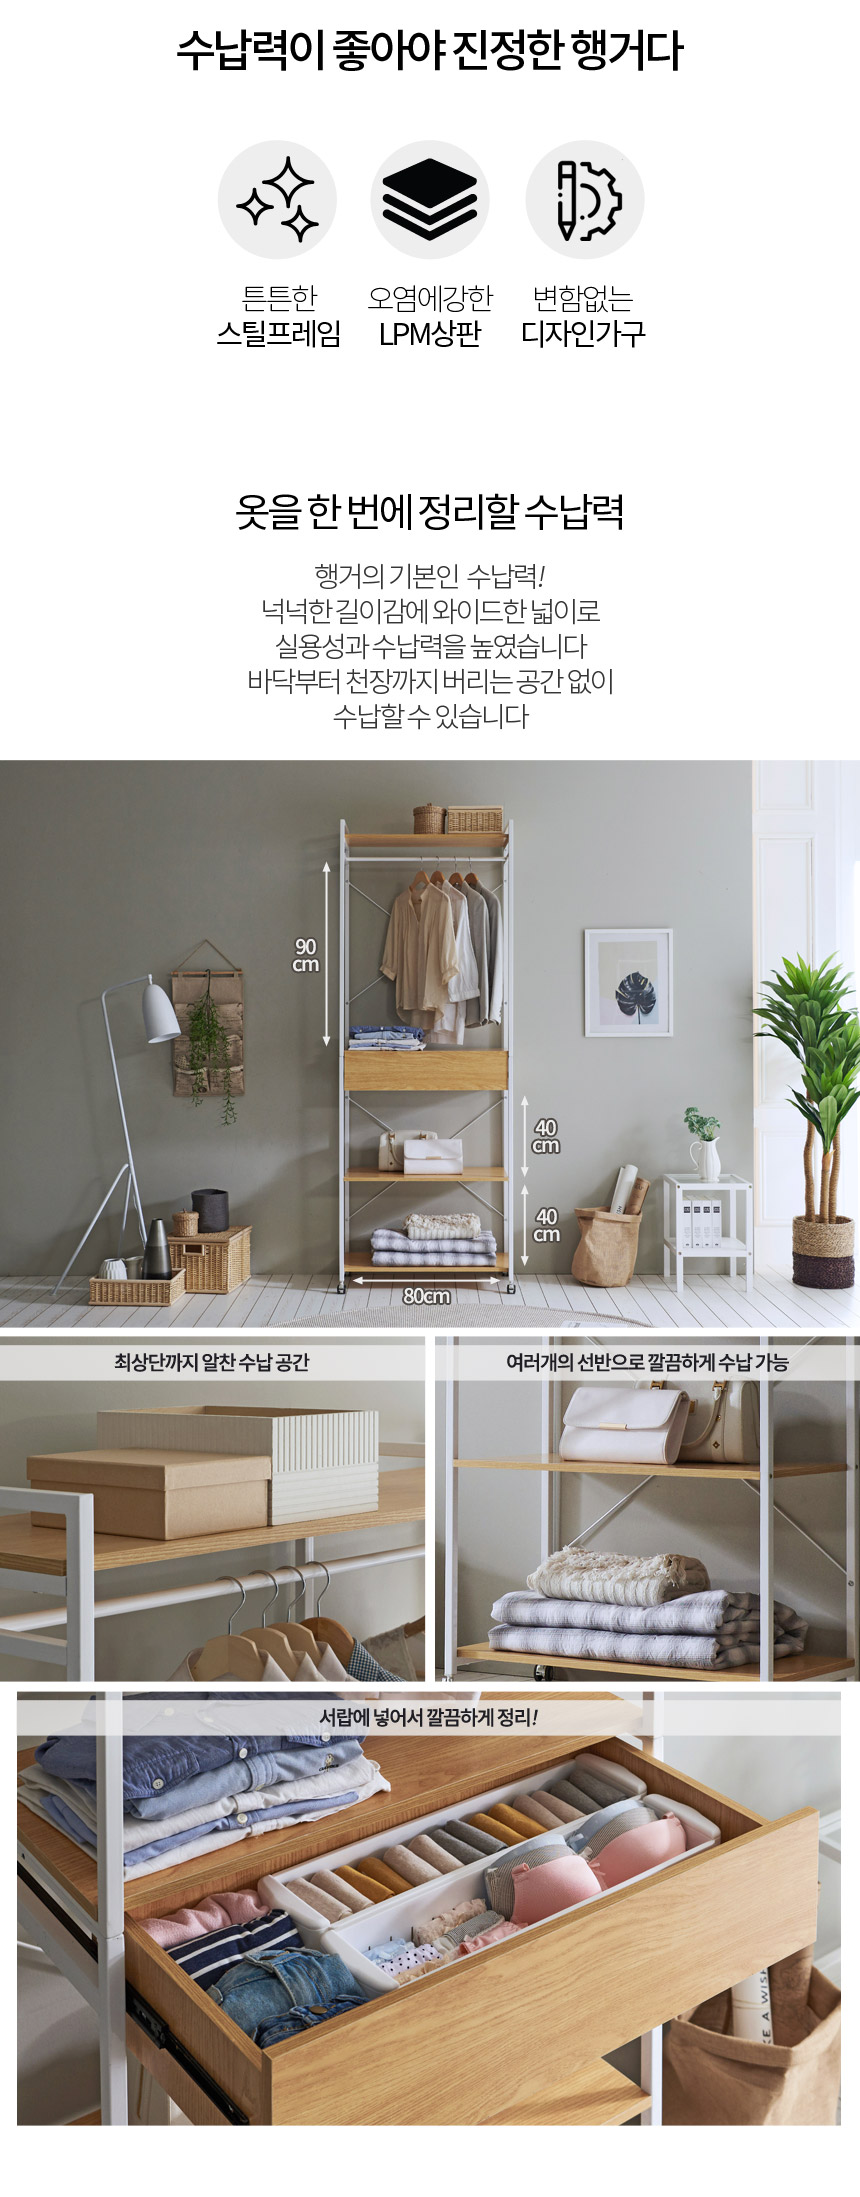 수납력이 좋아야 진정한 행거다
튼튼한
스틸프레임
오염에강한
LPM상판
변함없는
디자인가구
옷을 한 번에 정리할 수납력
행거의 기본인 수납력!
넉넉한 길이감에 와이드한 넓이로
실용성과 수납력을 높였습니다
바닥부터 천장까지 버리는 공간 없이
수납할 수 있습니다
90
cm
40
cm
40
cm
80cm
최상단까지 알찬 수납 공간
여러개의 선반으로 깔끔하게 수납 가능
서랍에 넣어서 깔끔하게 정리!
KE A WISH